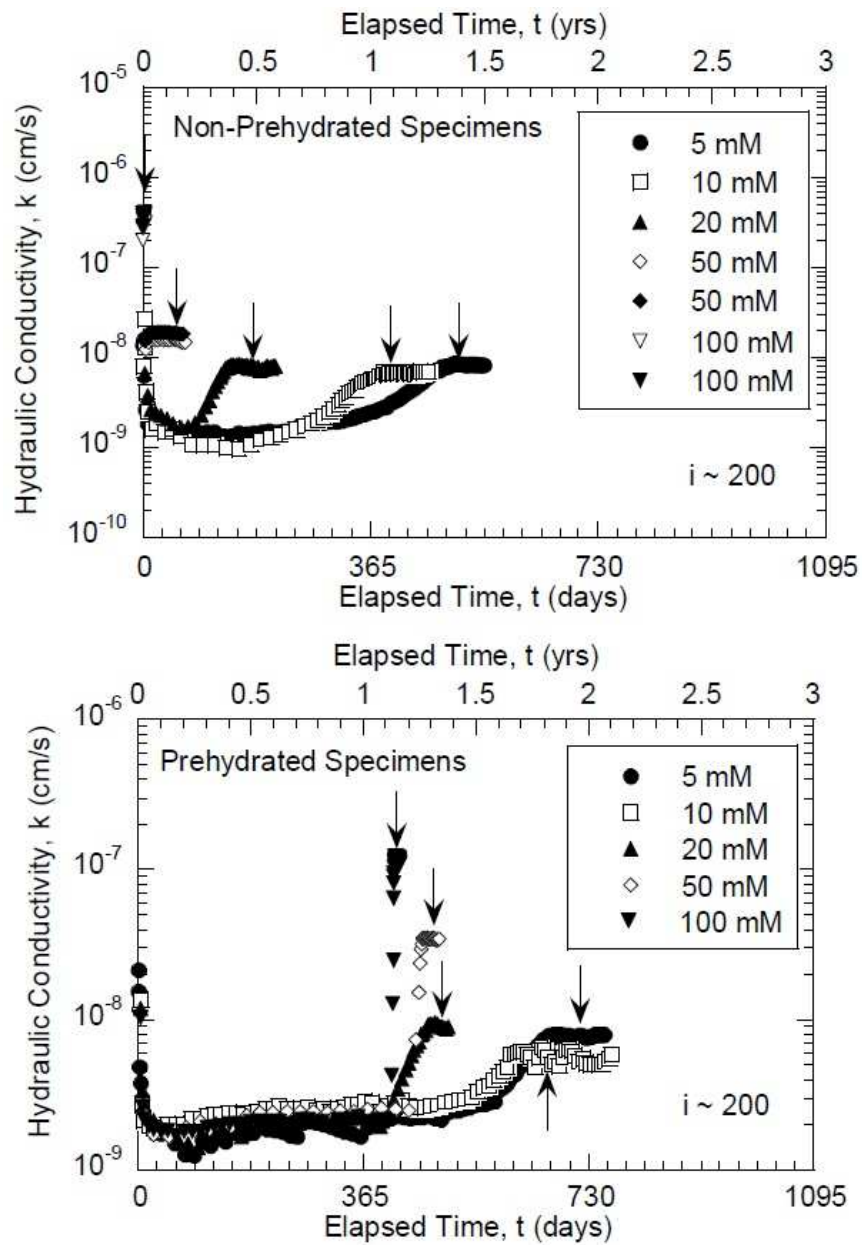 Elapsed Time, t (yrs)
0 0.5 1 1.5 2 2.5 3
Hydraulic Conductivity, k (cm/s)
10-5
10-6
10-7
10-8
10-9
10-10
Non-Prehydrated Specimens
5 mM
10 mM
20 mM
50 mM
50 mM
100 mM
100 mM
i ~ 200
0 365 730 1095
Elapsed Time, t (days)
Elapsed Time, t (yrs)
0 0.5 1 1.5 2 2.5 3
Hydraulic Conductivity, k (cm/s)
10-6
10-7
10-8
10-9
Prehydrated Specimens
5 mM
10 mM
20 mM
50 mM
100 mM
i ~ 200
0 365 730 1095
Elapsed Time, t (days)